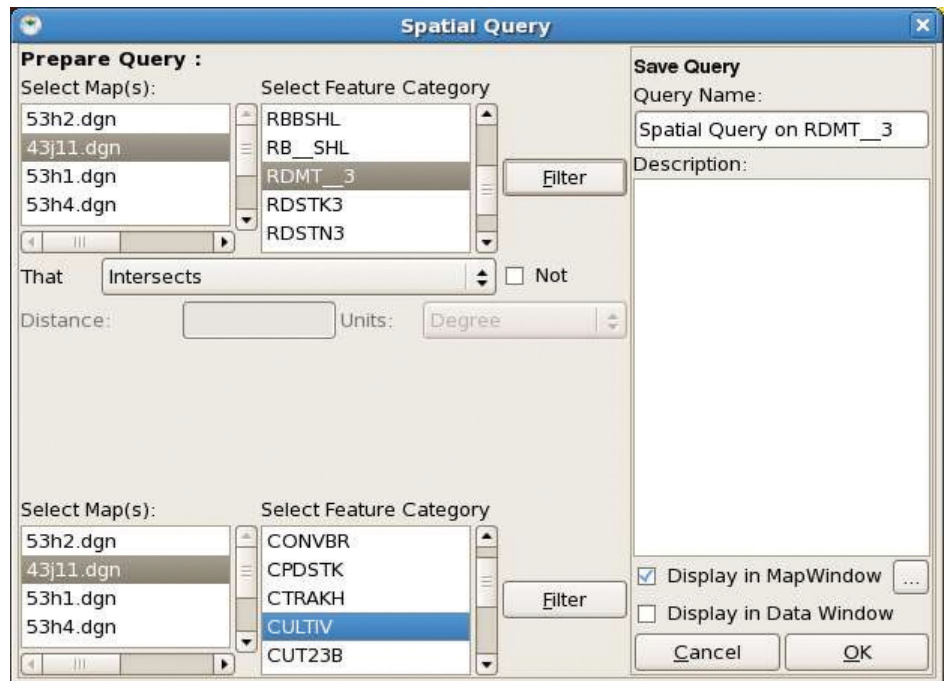 Spatial Query
Prepare Query :
Select Map(s):
Select Feature Category
53h2.dgn
43j11.dgn
53h1.dgn
53h4.dgn
RBBSHL
RB__SHL
RDMT__3
RDSTK3
RDSTN3
Filter
That
Intersects
Not
Distance:
Units:
Degree
Select Map(s):
Select Feature Category
53h2.dgn
43j11.dgn
53h1.dgn
53h4.dgn
CONVBR
CPDSTK
CTRAKH
CULTIV
CUT23B
Filter
Save Query
Query Name:
Spatial Query on RDMT__3
Description:
Display in MapWindow
...
Display in Data Window
Cancel
OK